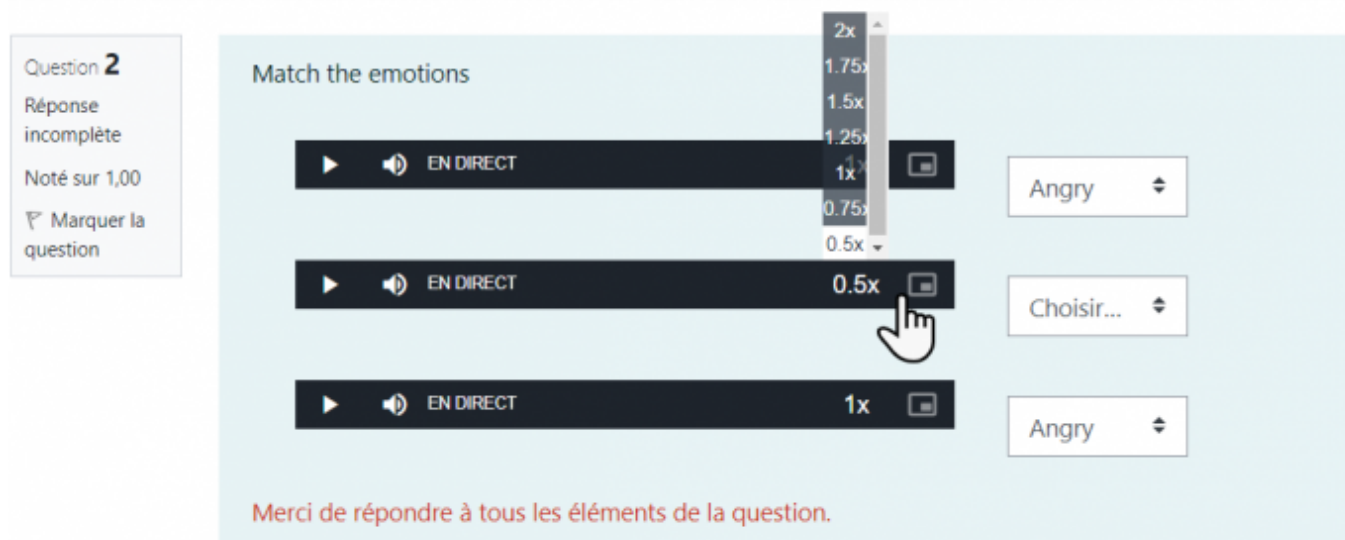 Question 2
Réponse
incomplète
Noté sur 1,00
Marquer la
question
Match the emotions
2x
1.75x
1.5x
1.25x
1x
0.75x
0.5x
EN DIRECT
1x
Angry
EN DIRECT
0.5x
Choisir...
EN DIRECT
1x
Angry
Merci de répondre à tous les éléments de la question.